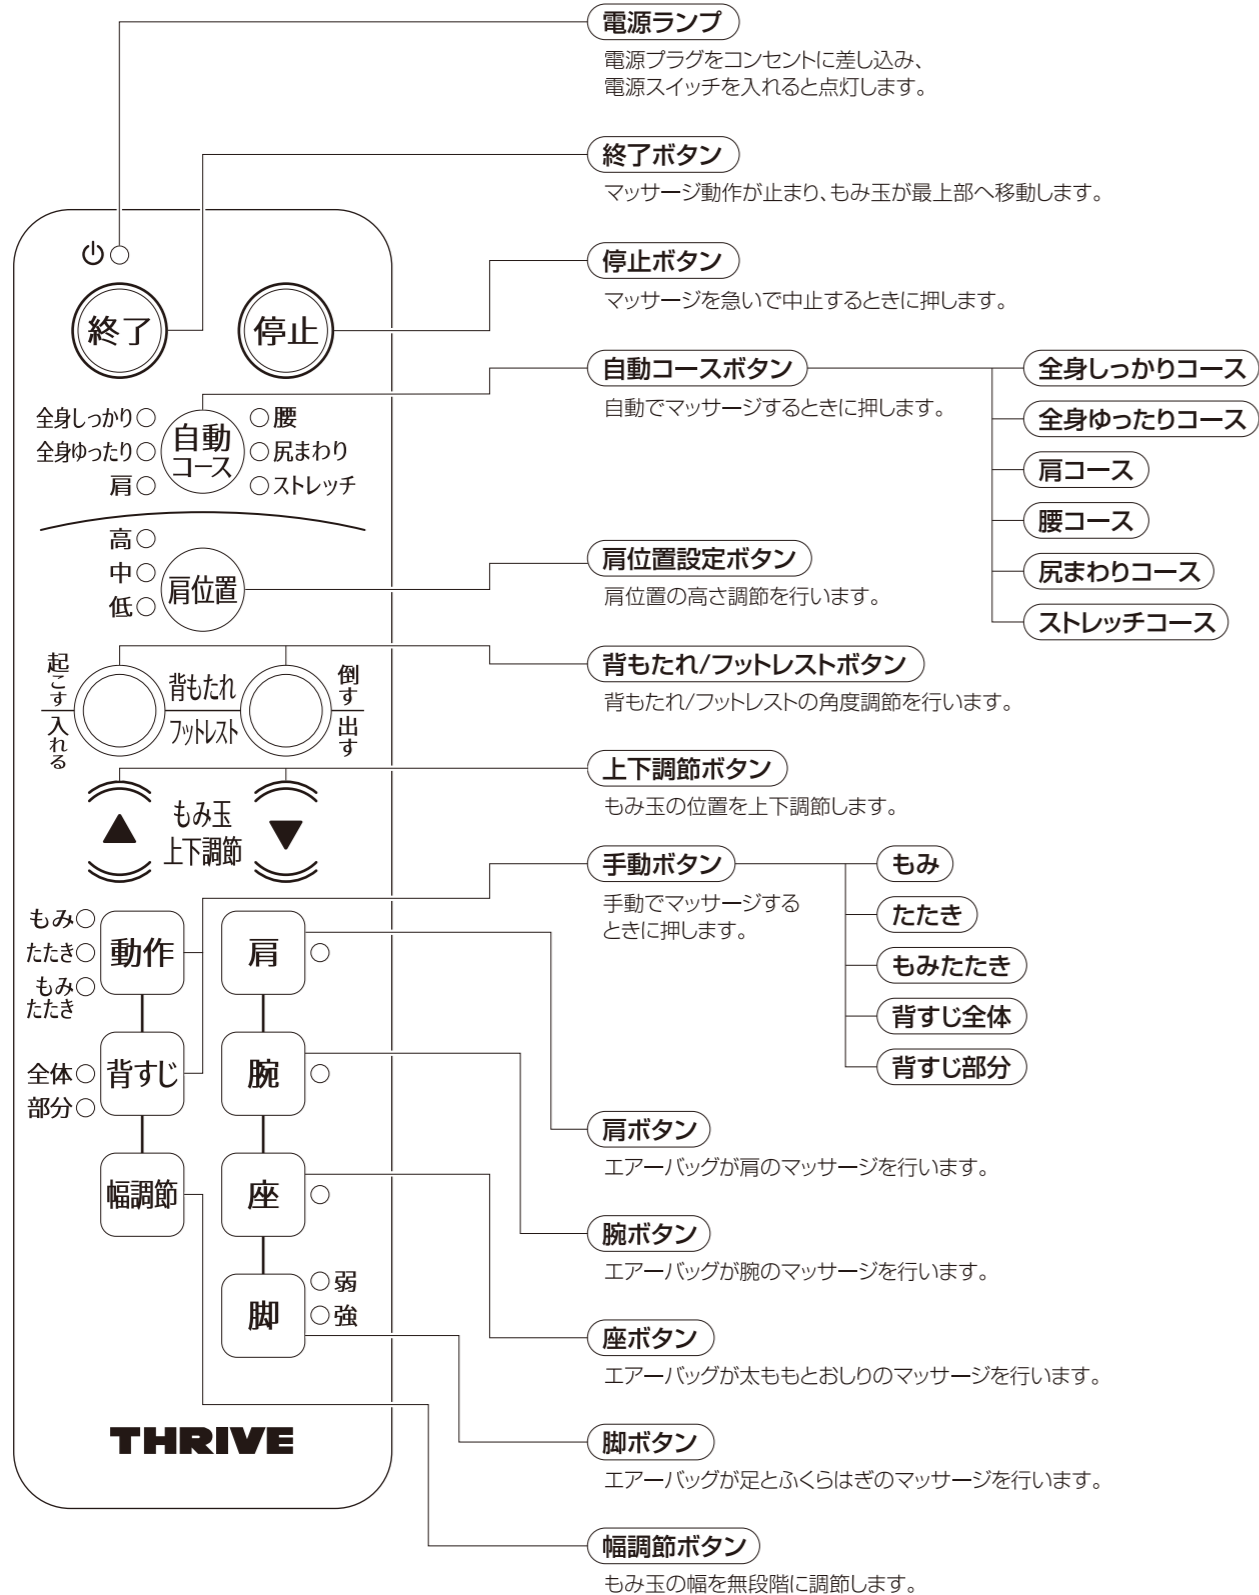 電源ランプ
電源プラグをコンセントに差し込み、
電源スイッチを入れると点灯します。
終了ボタン
マッサージ動作が止まり、もみ玉が最上部へ移動します。
停止ボタン
マッサージを急いで中止するときに押します。
自動コースボタン
自動でマッサージするときに押します。
全身しっかりコース
全身ゆったりコース
肩コース
腰コース
尻まわりコース
ストレッチコース
肩位置設定ボタン
肩位置の高さ調節を行います。
背もたれ/フットレストボタン
背もたれ/フットレストの角度調節を行います。
上下調節ボタン
もみ玉の位置を上下調節します。
手動ボタン
手動でマッサージする
ときに押します。
もみ
たたき
もみたたき
背すじ全体
背すじ部分
肩ボタン
エアーバッグが肩のマッサージを行います。
腕ボタン
エアーバッグが腕のマッサージを行います。
座ボタン
エアーバッグが太ももとおしりのマッサージを行います。
脚ボタン
エアーバッグが足とふくらはぎのマッサージを行います。
幅調節ボタン
もみ玉の幅を無段階に調節します。
終了
停止
全身しっかり
全身ゆったり
肩
自動
コース
腰
尻まわり
ストレッチ
高
中
低
肩位置
起こす
入れる
背もたれ
フットレスト
倒す
出す
▲
もみ玉
上下調節
▼
もみ
たたき
もみ
たたき
動作
肩
全体
部分
背すじ
腕
幅調節
座
脚
弱
強
THRIVE